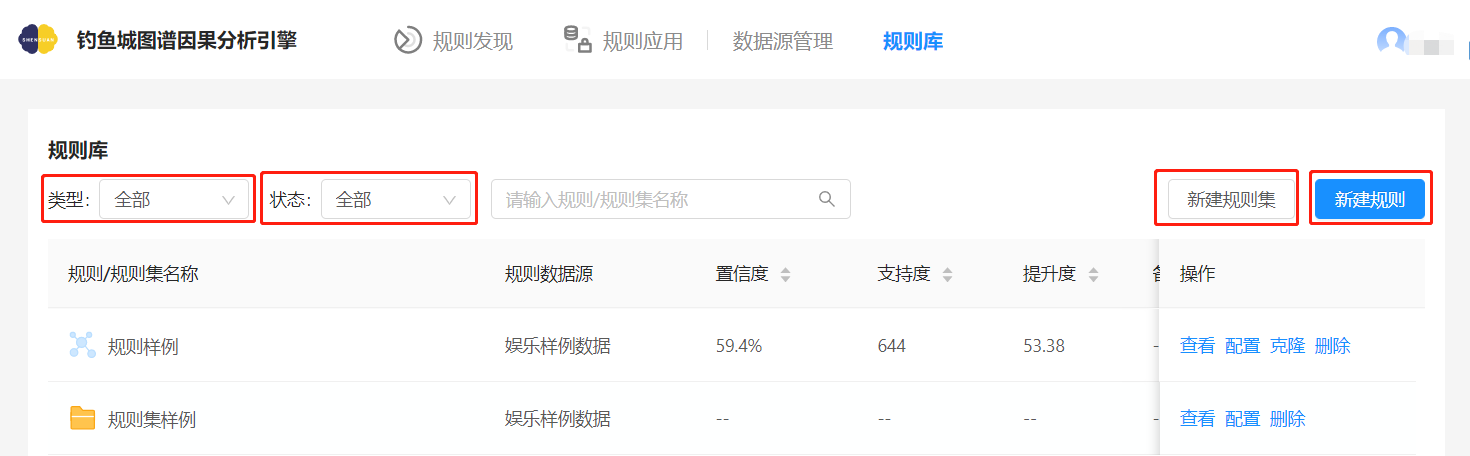 SHENQUAN 钓鱼城图谱因果分析引擎 规则发现 规则应用 数据源管理 规则库
规则库
类型: 全部 状态: 全部 请输入规则/规则集名称 新建规则集 新建规则
规则/规则集名称 规则数据源 置信度 支持度 提升度 操作
规则样例 娱乐样例数据 59.4% 644 53.38 - 查看 配置 克隆 删除
规则集样例 娱乐样例数据 -- -- -- - 查看 配置 删除